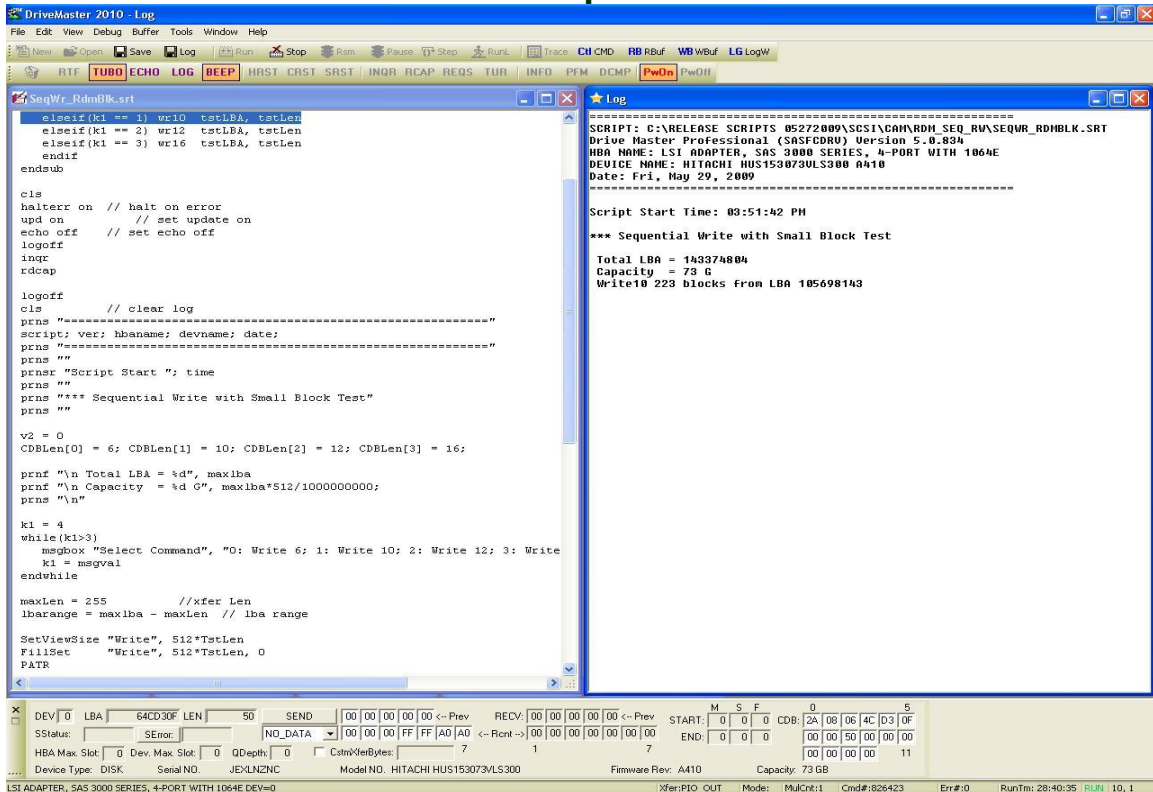 DriveMaster 2010 - Log
File Edit View Debug Buffer Tools Window Help
New Open Save Log Run Stop Rsm Pause Step RunL Trace Ctl CMD RB RBuf WB WBuf LG LogW
RTF TUBO ECHO LOG BEEP HRST CRST SRST INQR RCAP REQS TUR INFO PFM DCMP PwOn PwOff
SeqWr_RdmBlk.srt
elseif(k1 == 1) wr10 tstLBA, tstLen
elseif(k1 == 2) wr12 tstLBA, tstLen
elseif(k1 == 3) wr16 tstLBA, tstLen
endif
endsub
cls
halterr on // halt on error
upd on // set update on
echo off // set echo off
logoff
inqr
rdcap
logoff
cls // clear log
prns "==========================================================="
script; ver; hbaname; devname; date;
prns "==========================================================="
prns ""
prnsr "Script Start "; time
prns ""
prns "*** Sequential Write with Small Block Test"
prns ""
v2 = 0
CDBLen[0] = 6; CDBLen[1] = 10; CDBLen[2] = 12; CDBLen[3] = 16;
prnf "\n Total LBA = %d", maxlba
prnf "\n Capacity = %d G", maxlba*512/1000000000;
prns "\n"
k1 = 4
while(k1>3)
msgbox "Select Command", "0: Write 6; 1: Write 10; 2: Write 12; 3: Write
k1 = msgval
endwhile
maxLen = 255 //xfer Len
lbarange = maxlba - maxLen // lba range
SetViewSize "Write", 512*TstLen
FillSet "Write", 512*TstLen, 0
PATR
Log
===========================================================
SCRIPT: C:\RELEASE SCRIPTS 05272009\SCSI\CAM\RDM_SEQ_RW\SEQWR_RDMBLK.SRT
Drive Master Professional (SASFCDRV) Version 5.0.834
HBA NAME: LSI ADAPTER, SAS 3000 SERIES, 4-PORT WITH 1064E
DEVICE NAME: HITACHI HUS153073VLS300 A410
Date: Fri, May 29, 2009
===========================================================
Script Start Time: 03:51:42 PM
*** Sequential Write with Small Block Test
Total LBA = 143374804
Capacity = 73 G
Write10 223 blocks from LBA 105698143
M S F 0 5
DEV 0 LBA 64CD30F LEN 50 SEND 00 00 00 00 00 <-- Prev RECV: 00 00 00 00 00 <-- Prev START: 0 0 0 CDB: 2A 08 06 4C D3 0F
SStatus: SError: NO_DATA 00 00 00 FF FF A0 A0 <-- Rcnt --> 00 00 00 00 00 00 00 END: 0 0 0 00 00 50 00 00 00
HBA Max. Slot: 0 Dev. Max. Slot: 0 QDepth: 0 CstmXferBytes: 7 1 7 00 00 00 00 11
Device Type: DISK Serial NO. JEXLNZNC Model NO. HITACHI HUS153073VLS300 Firmware Rev: A410 Capacity: 73 GB
LSI ADAPTER, SAS 3000 SERIES, 4-PORT WITH 1064E DEV=0 Xfer:PIO OUT Mode: MulCnt:1 Cmd#:826423 Err#:0 RunTm: 28:40:35 RUN 10, 1